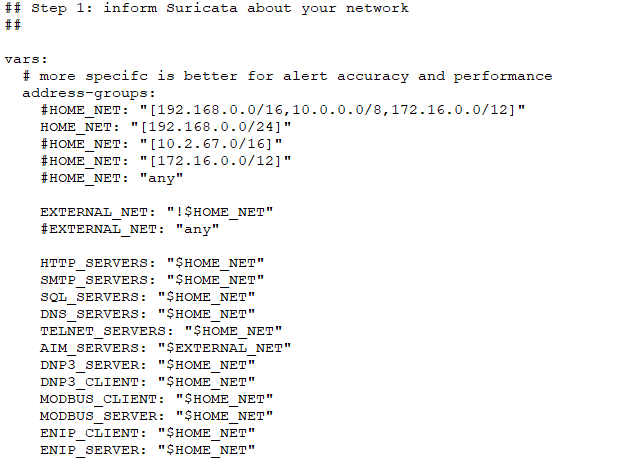 ## Step 1: inform Suricata about your network
##
vars:
# more specifc is better for alert accuracy and performance
address-groups:
#HOME_NET: "[192.168.0.0/16,10.0.0.0/8,172.16.0.0/12]"
HOME_NET: "[192.168.0.0/24]"
#HOME_NET: "[10.2.67.0/16]"
#HOME_NET: "[172.16.0.0/12]"
#HOME_NET: "any"
EXTERNAL_NET: "!$HOME_NET"
#EXTERNAL_NET: "any"
HTTP_SERVERS: "$HOME_NET"
SMTP_SERVERS: "$HOME_NET"
SQL_SERVERS: "$HOME_NET"
DNS_SERVERS: "$HOME_NET"
TELNET_SERVERS: "$HOME_NET"
AIM_SERVERS: "$EXTERNAL_NET"
DNP3_SERVER: "$HOME_NET"
DNP3_CLIENT: "$HOME_NET"
MODBUS_CLIENT: "$HOME_NET"
MODBUS_SERVER: "$HOME_NET"
ENIP_CLIENT: "$HOME_NET"
ENIP_SERVER: "$HOME_NET"